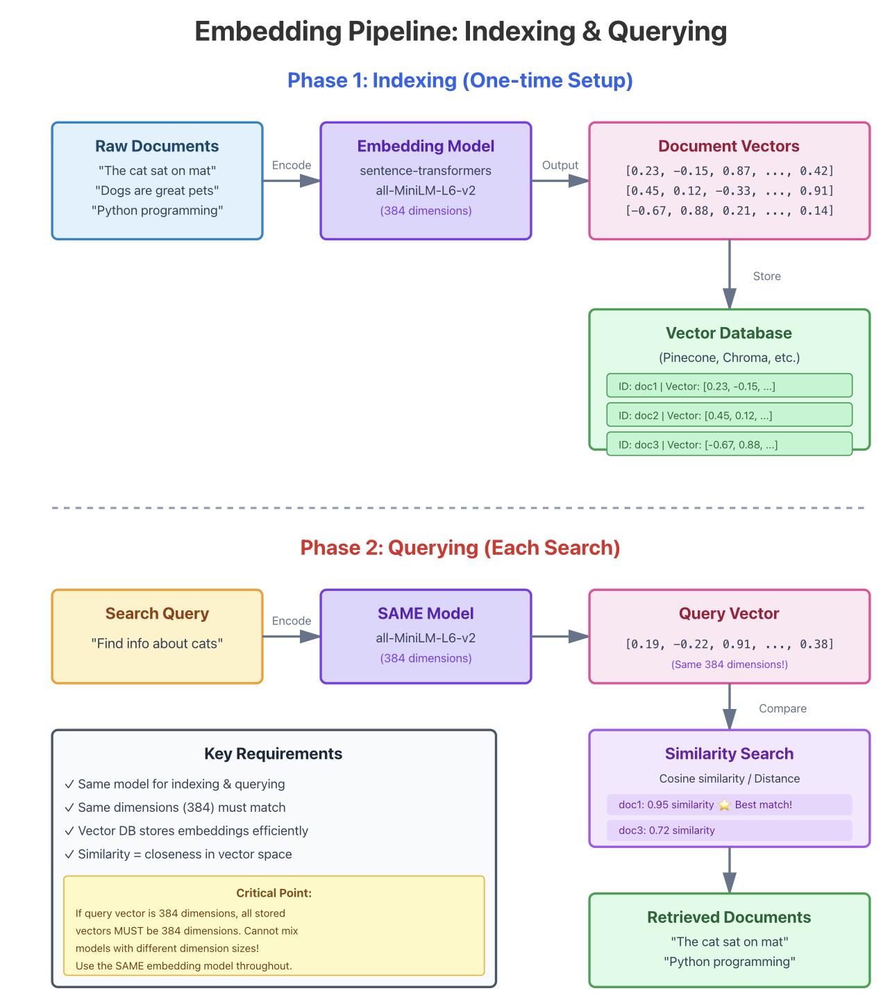 Embedding Pipeline: Indexing & Querying
Phase 1: Indexing (One-time Setup)
Raw Documents
"The cat sat on mat"
"Dogs are great pets"
"Python programming"
Encode
Embedding Model
sentence-transformers
all-MiniLM-L6-v2
(384 dimensions)
Output
Document Vectors
[0.23, −0.15, 0.87, ..., 0.42]
[0.45, 0.12, −0.33, ..., 0.91]
[−0.67, 0.88, 0.21, ..., 0.14]
Store
Vector Database
(Pinecone, Chroma, etc.)
ID: doc1 | Vector: [0.23, -0.15, ...]
ID: doc2 | Vector: [0.45, 0.12, ...]
ID: doc3 | Vector: [-0.67, 0.88, ...]
Phase 2: Querying (Each Search)
Search Query
"Find info about cats"
Encode
SAME Model
all-MiniLM-L6-v2
(384 dimensions)
Query Vector
[0.19, −0.22, 0.91, ..., 0.38]
(Same 384 dimensions!)
Compare
Key Requirements
✓ Same model for indexing & querying
✓ Same dimensions (384) must match
✓ Vector DB stores embeddings efficiently
✓ Similarity = closeness in vector space
Critical Point:
If query vector is 384 dimensions, all stored
vectors MUST be 384 dimensions. Cannot mix
models with different dimension sizes!
Use the SAME embedding model throughout.
Similarity Search
Cosine similarity / Distance
doc1: 0.95 similarity ⭐ Best match!
doc3: 0.72 similarity
Retrieved Documents
"The cat sat on mat"
"Python programming"